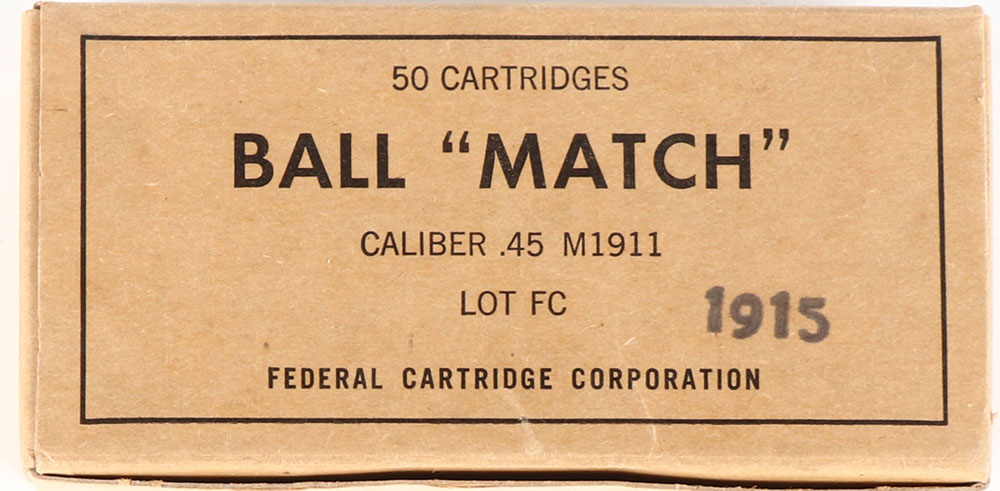 50 CARTRIDGES
BALL “MATCH”
CALIBER .45 M1911
LOT FC 1915
FEDERAL CARTRIDGE CORPORATION